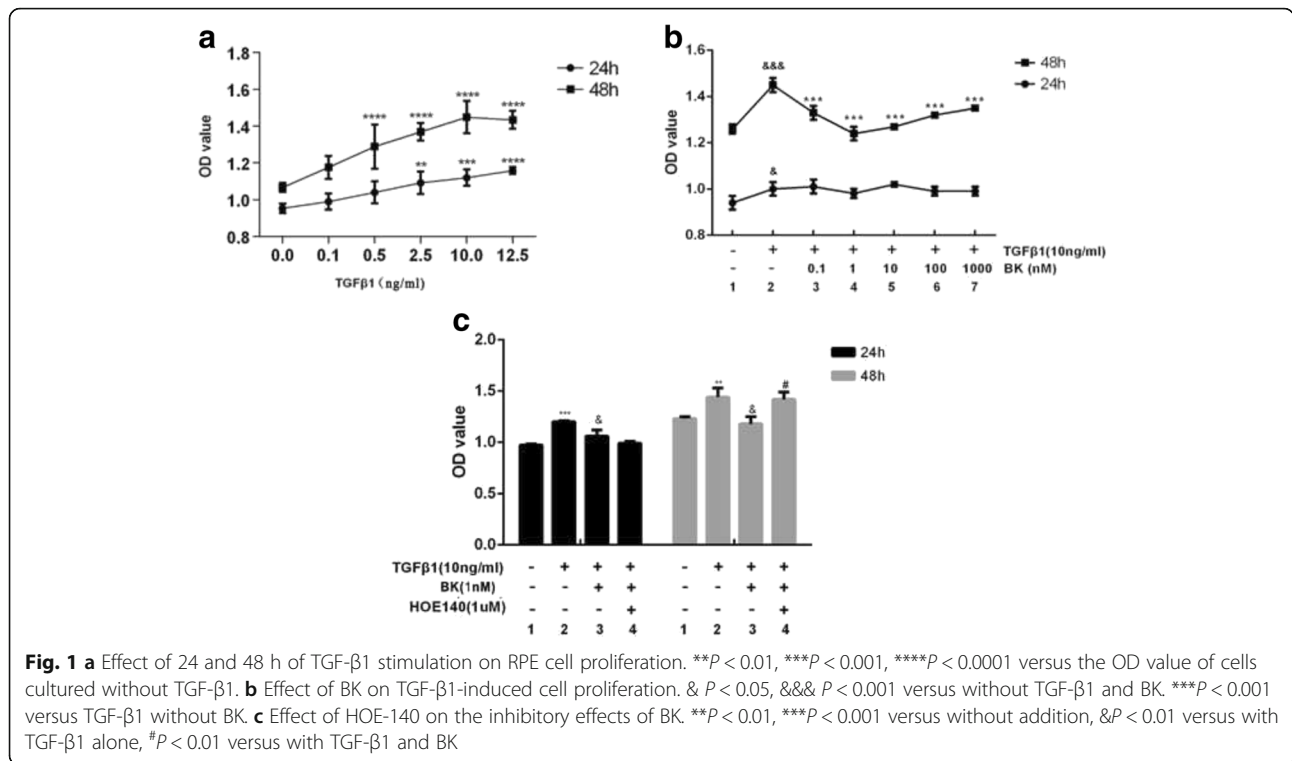 a
1.8
1.6
1.4
1.2
1.0
0.8
OD value
24h
48h
**** **** **** ****
** *** ****
0.0 0.1 0.5 2.5 10.0 12.5
TGFβ1 (ng/ml)
b
1.6
1.4
1.2
1.0
0.8
OD value
48h
24h
&&&
*** *** *** *** ***
&
- + + + + + + TGFβ1(10ng/ml)
- - 0.1 1 10 100 1000 BK (nM)
1 2 3 4 5 6 7
c
2.0
1.5
1.0
0.5
0.0
OD value
24h
48h
*** & ** & #
TGFβ1(10ng/ml) - + + + - + + +
BK(1nM) - - + + - - + +
HOE140(1uM) - - - + - - - +
1 2 3 4 1 2 3 4
Fig. 1 a Effect of 24 and 48 h of TGF-β1 stimulation on RPE cell proliferation. **P < 0.01, ***P < 0.001, ****P < 0.0001 versus the OD value of cells
cultured without TGF-β1. b Effect of BK on TGF-β1-induced cell proliferation. & P < 0.05, &&& P < 0.001 versus without TGF-β1 and BK. ***P < 0.001
versus TGF-β1 without BK. c Effect of HOE-140 on the inhibitory effects of BK. **P < 0.01, ***P < 0.001 versus without addition, &P < 0.01 versus with
TGF-β1 alone, #P < 0.01 versus with TGF-β1 and BK